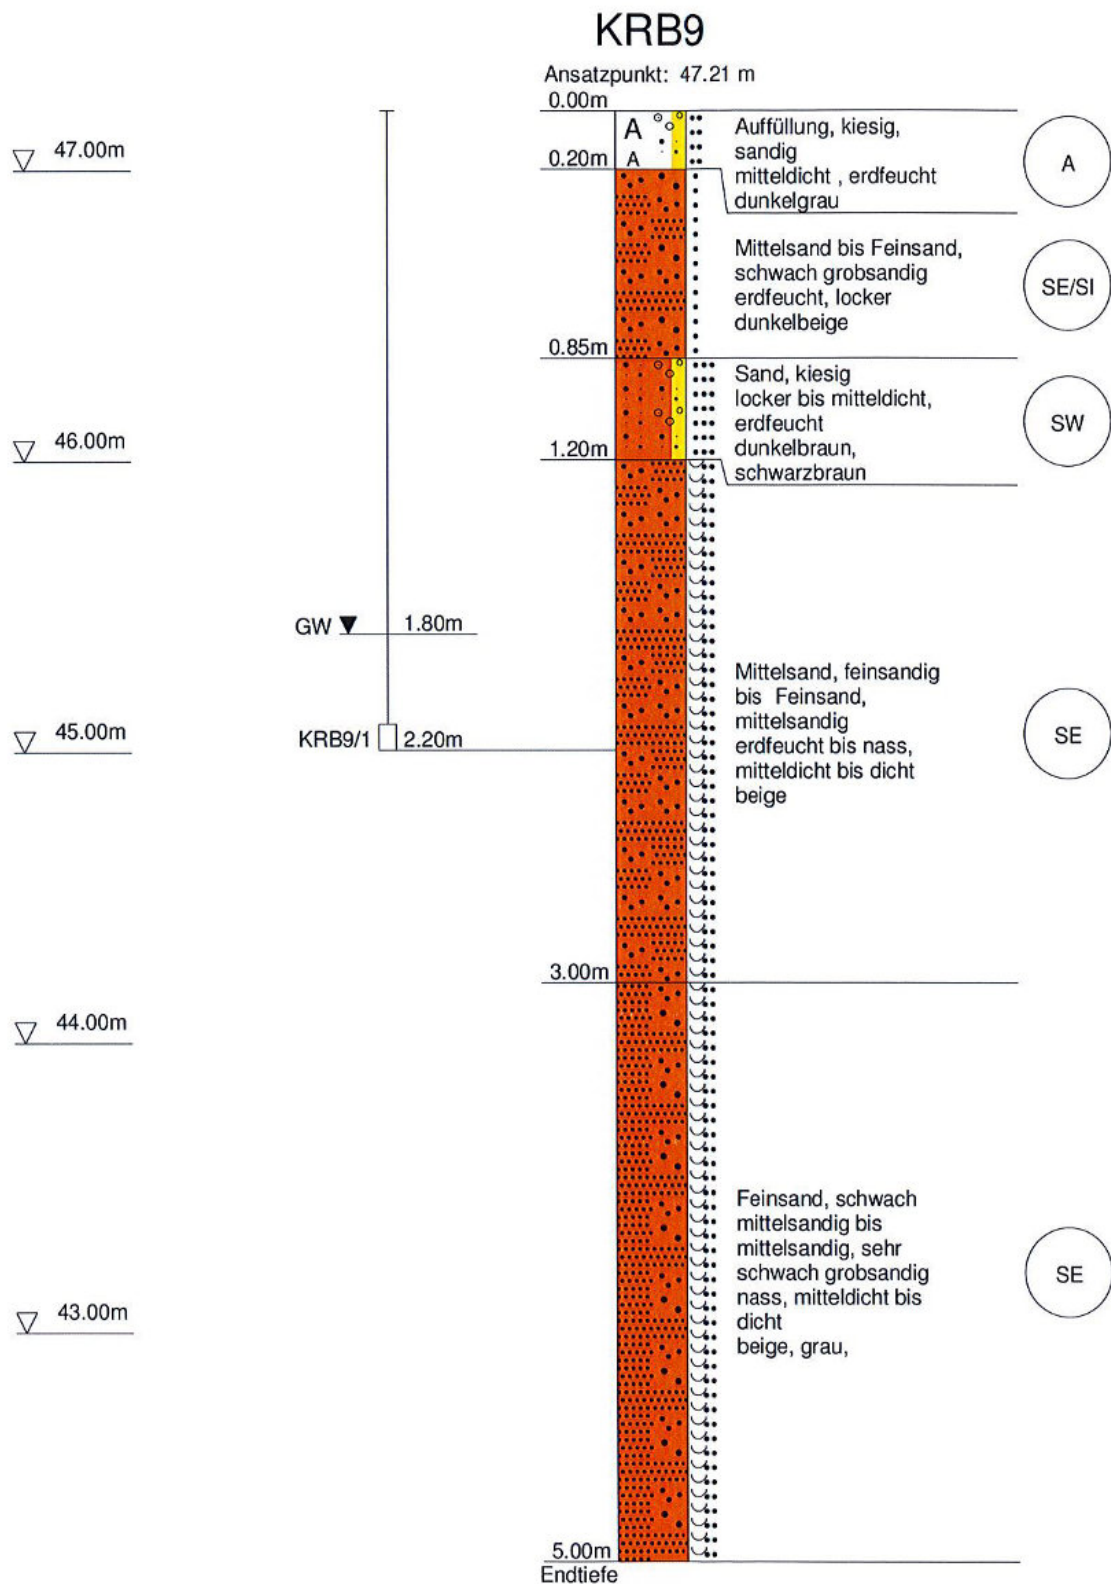 KRB9
Ansatzpunkt: 47.21 m
0.00m
A
A
Auffüllung, kiesig,
sandig
mitteldicht , erdfeucht
dunkelgrau
A
47.00m
0.20m
Mittelsand bis Feinsand,
schwach grobsandig
erdfeucht, locker
dunkelbeige
SE/SI
0.85m
Sand, kiesig
locker bis mitteldicht,
erdfeucht
dunkelbraun,
schwarzbraun
SW
46.00m
1.20m
GW
1.80m
Mittelsand, feinsandig
bis Feinsand,
mittelsandig
erdfeucht bis nass,
mitteldicht bis dicht
beige
SE
45.00m
KRB9/1
2.20m
3.00m
44.00m
Feinsand, schwach
mittelsandig bis
mittelsandig, sehr
schwach grobsandig
nass, mitteldicht bis
dicht
beige, grau,
SE
43.00m
5.00m
Endtiefe